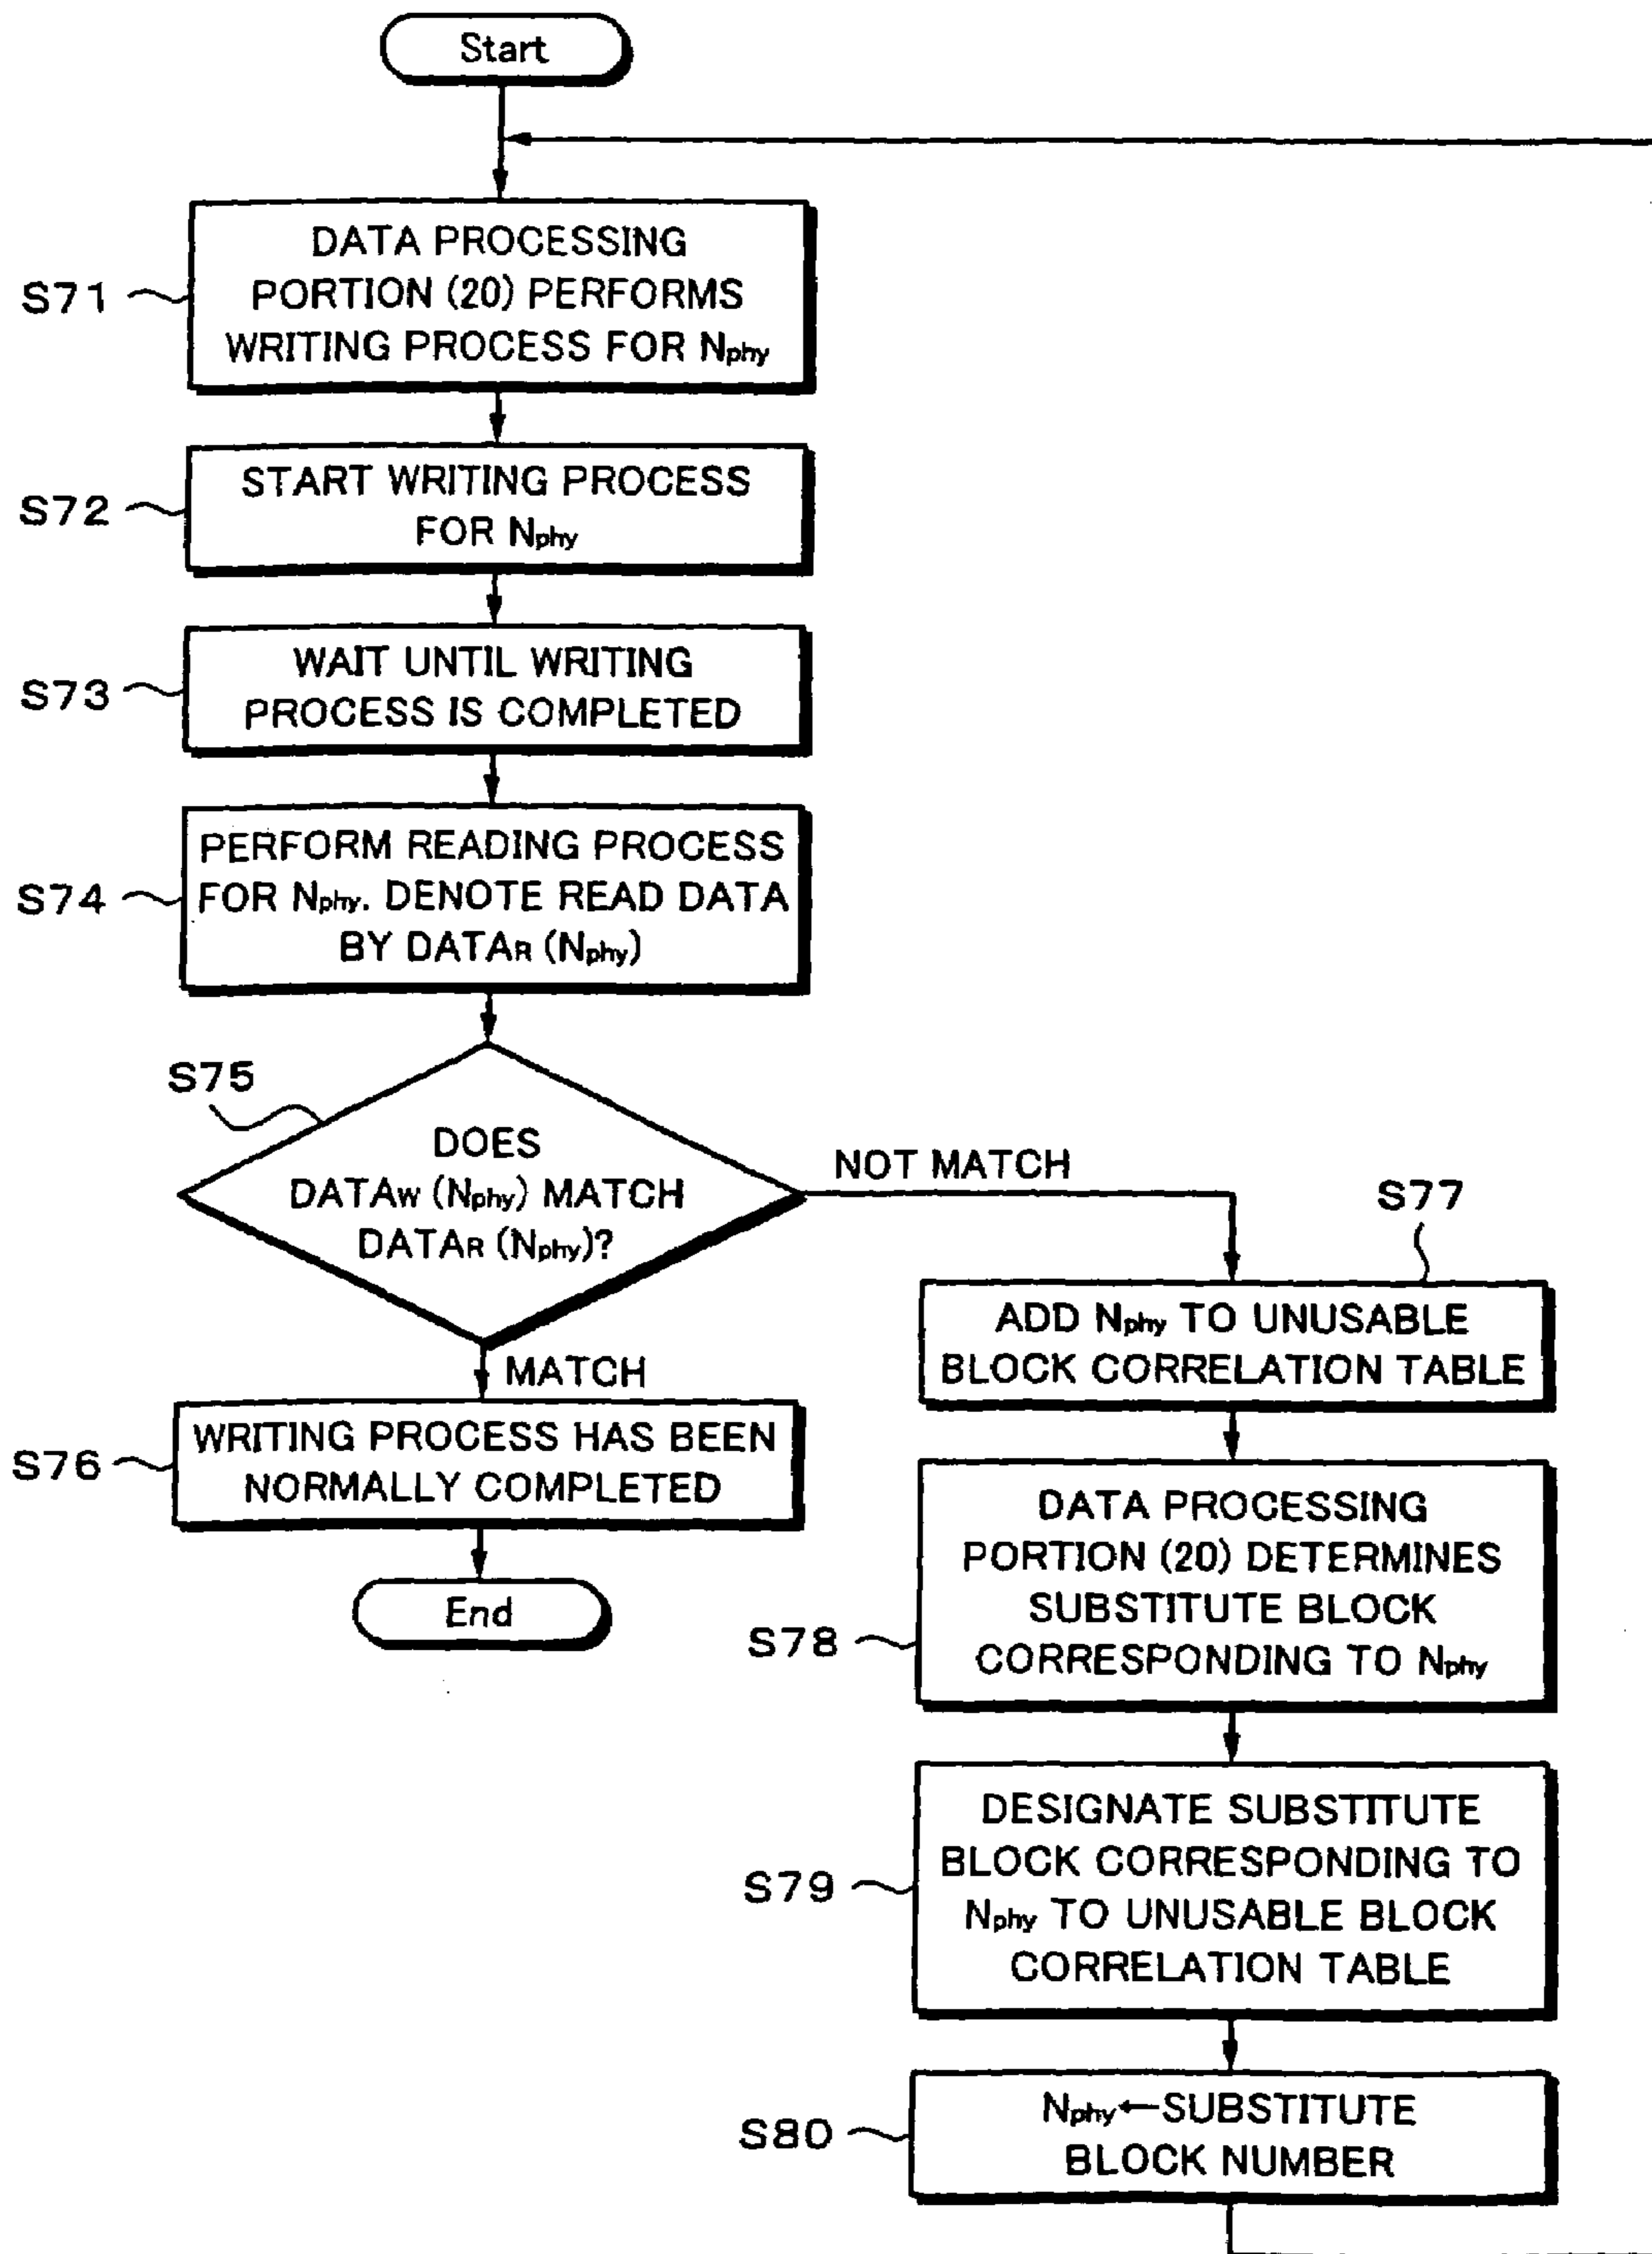 Start
S71
DATA PROCESSING
PORTION (20) PERFORMS
WRITING PROCESS FOR Nphy
S72
START WRITING PROCESS
FOR Nphy
S73
WAIT UNTIL WRITING
PROCESS IS COMPLETED
S74
PERFORM READING PROCESS
FOR Nphy. DENOTE READ DATA
BY DATAR (Nphy)
S75
DOES
DATAW (Nphy) MATCH
DATAR (Nphy)?
NOT MATCH
MATCH
S76
WRITING PROCESS HAS BEEN
NORMALLY COMPLETED
End
S77
ADD Nphy TO UNUSABLE
BLOCK CORRELATION TABLE
S78
DATA PROCESSING
PORTION (20) DETERMINES
SUBSTITUTE BLOCK
CORRESPONDING TO Nphy
S79
DESIGNATE SUBSTITUTE
BLOCK CORRESPONDING TO
Nphy TO UNUSABLE BLOCK
CORRELATION TABLE
S80
Nphy←SUBSTITUTE
BLOCK NUMBER